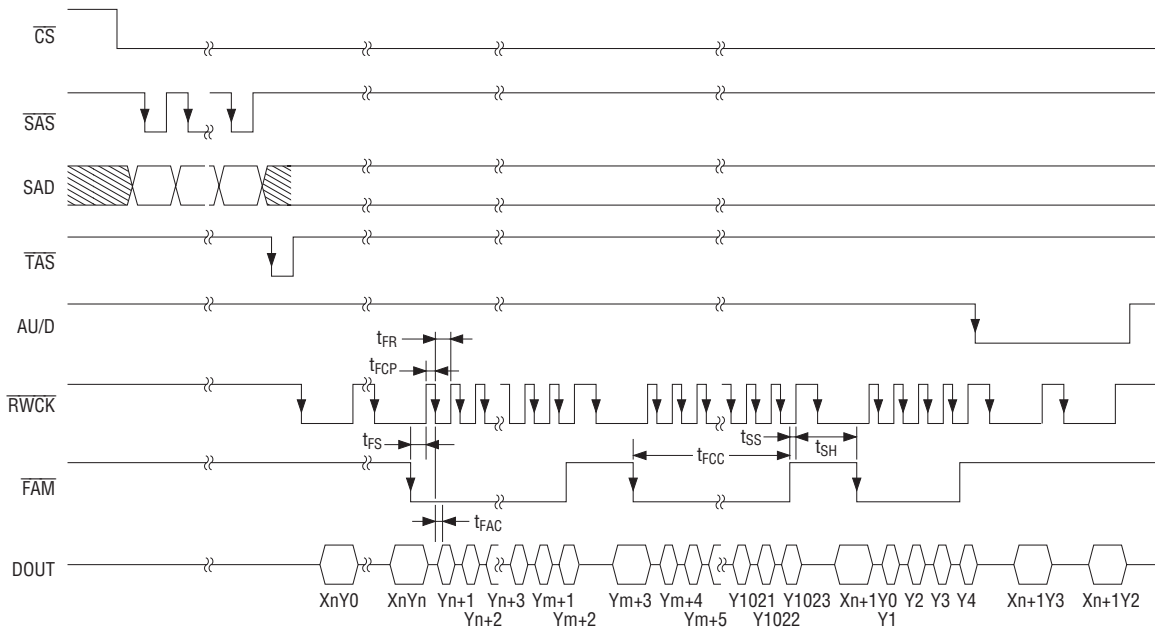 CS
SAS
SAD
TAS
AU/D
tFR
tFCP
RWCK
tFS
tSS
tSH
tFCC
FAM
tFAC
DOUT
XnY0 XnYn Yn+1 Yn+3 Ym+1 Ym+3 Ym+4 Y1021 Y1023 Xn+1Y0 Y2 Y3 Y4 Xn+1Y3 Xn+1Y2
Yn+2 Ym+2 Ym+5 Y1022 Y1